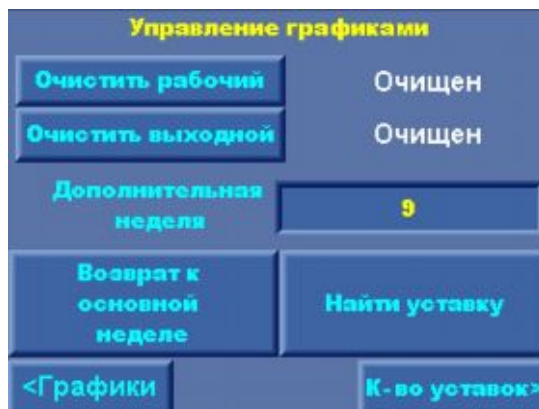 Управление графиками
Очистить рабочий
Очищен
Очистить выходной
Очищен
Дополнительная
неделя
9
Возврат к
основной
неделе
Найти уставку
<Графики
К-во уставок>